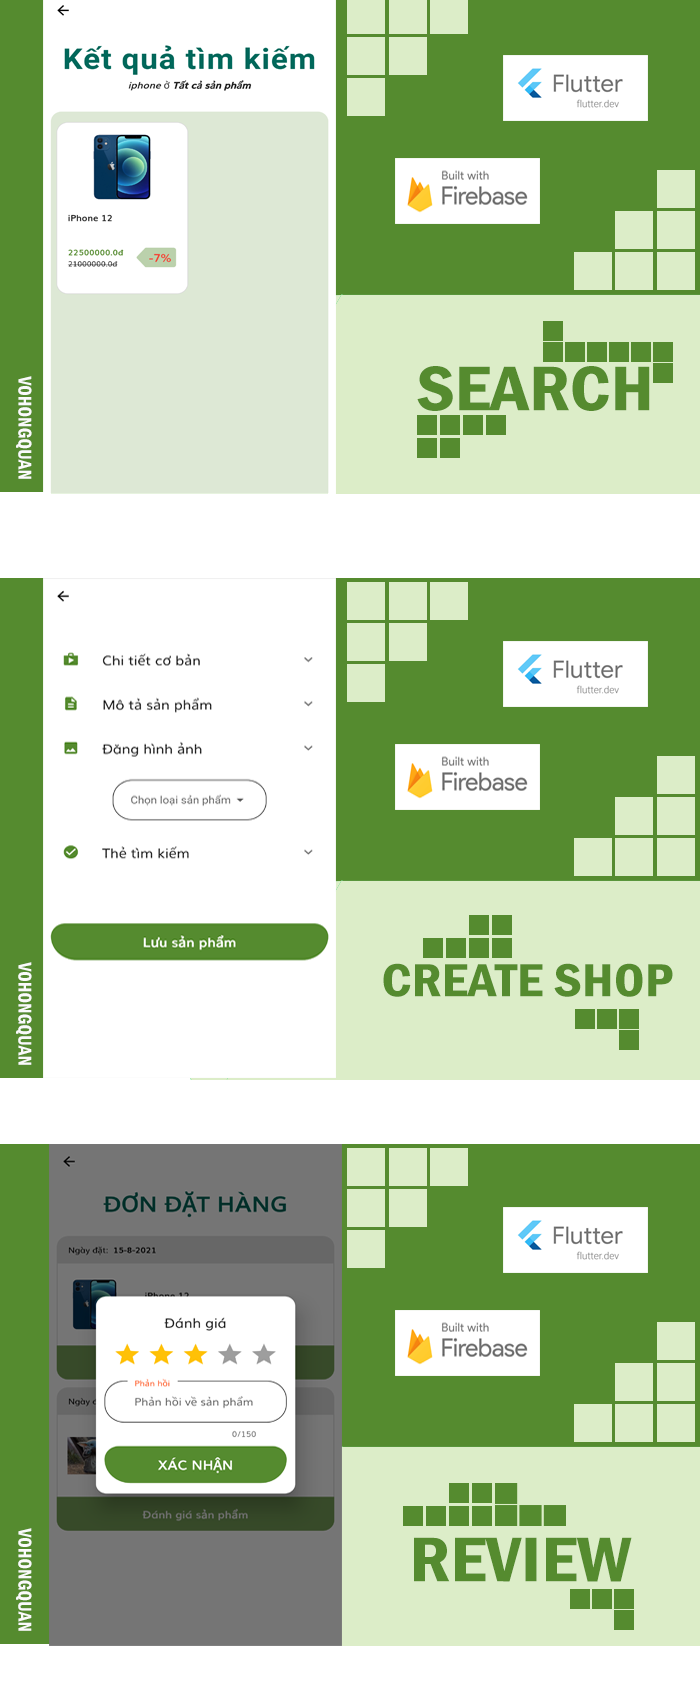 Kết quả tìm kiếm
iphone ở Tất cả sản phẩm
iPhone 12
22500000.0đ
21000000.0đ
-7%
VOHONGQUAN
Flutter
flutter.dev
Built with
Firebase
SEARCH
Chi tiết cơ bản
Mô tả sản phẩm
Đăng hình ảnh
Chọn loại sản phẩm
Thẻ tìm kiếm
Lưu sản phẩm
VOHONGQUAN
Flutter
flutter.dev
Built with
Firebase
CREATE SHOP
ĐƠN ĐẶT HÀNG
Ngày đặt: 15-8-2021
iPhone 12
Đánh giá
Phản hồi
Phản hồi về sản phẩm
0/150
XÁC NHẬN
Ngày
Đánh giá sản phẩm
VOHONGQUAN
Flutter
flutter.dev
Built with
Firebase
REVIEW